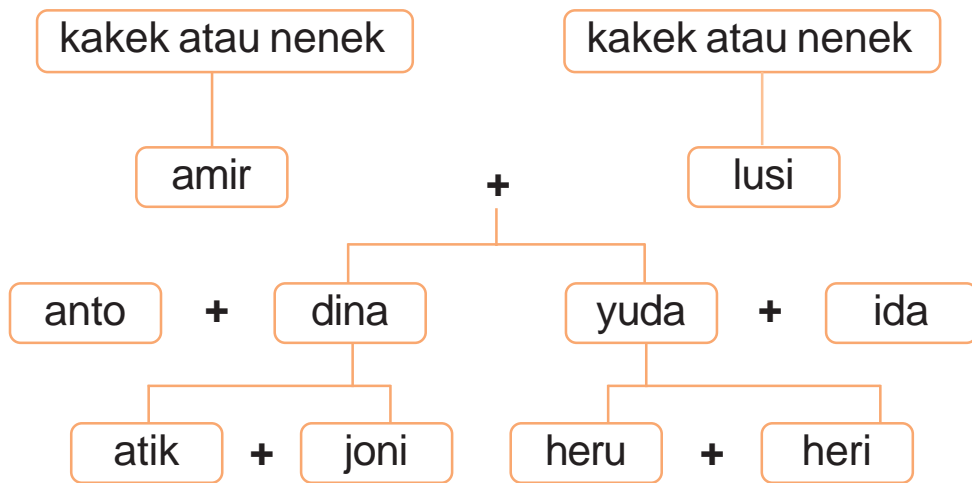 kakek atau nenek kakek atau nenek
amir + lusi
anto + dina yuda + ida
atik + joni heru + heri